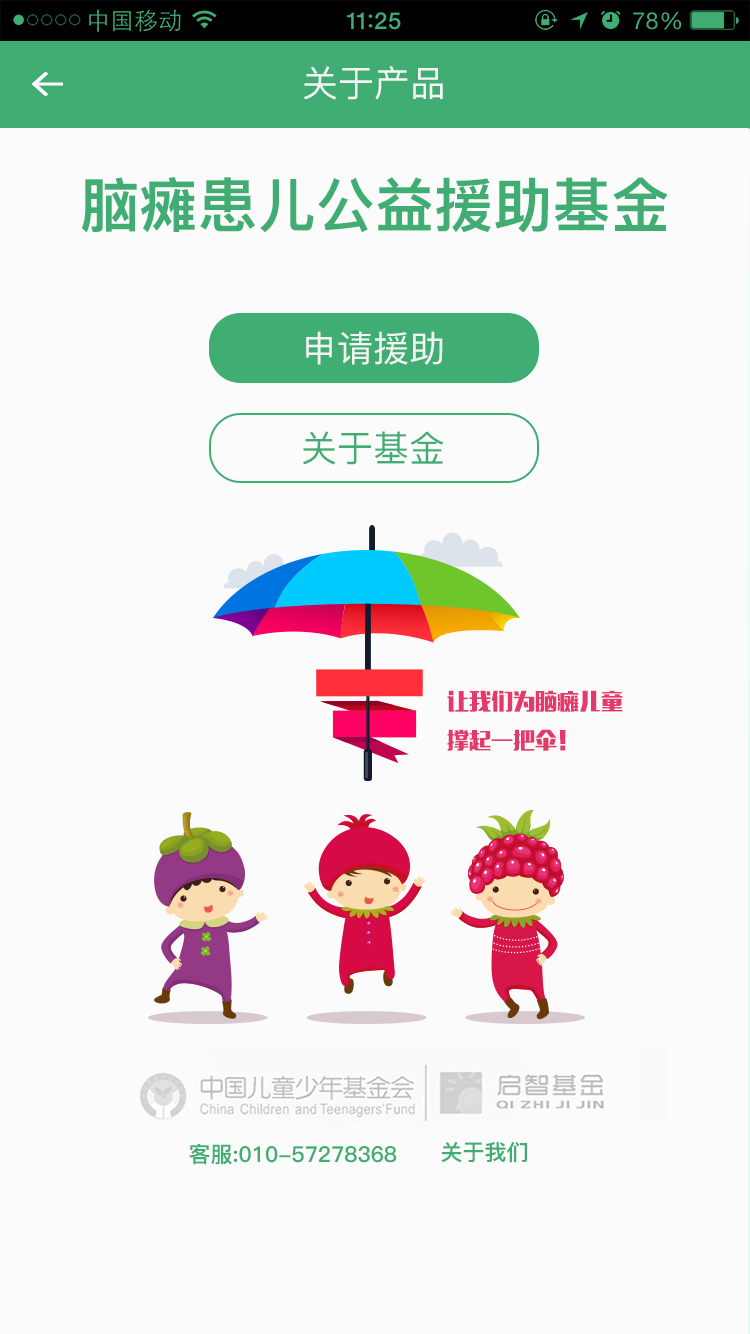 中国移动 11:25 78%
关于产品
脑瘫患儿公益援助基金
申请援助
关于基金
让我们为脑瘫儿童
撑起一把伞!
中国儿童少年基金会
China Children and Teenagers'Fund
启智基金
QI ZHI JI JIN
客服:010-57278368 关于我们